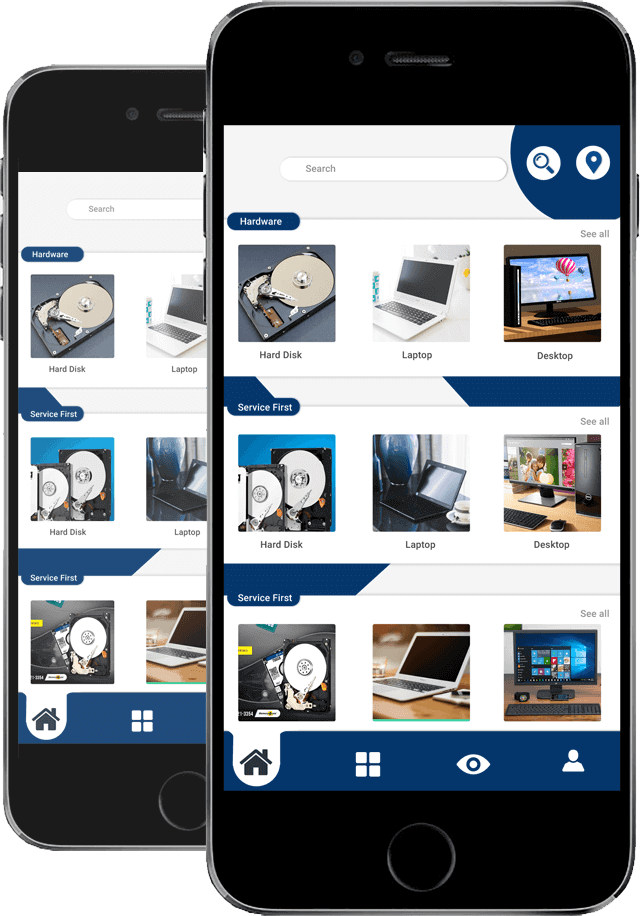 Search
Hardware
Hard Disk
Laptop
Service First
Hard Disk
Laptop
Service First
Search
Hardware
See all
Hard Disk
Laptop
Desktop
Service First
See all
Hard Disk
Laptop
Desktop
Service First
See all